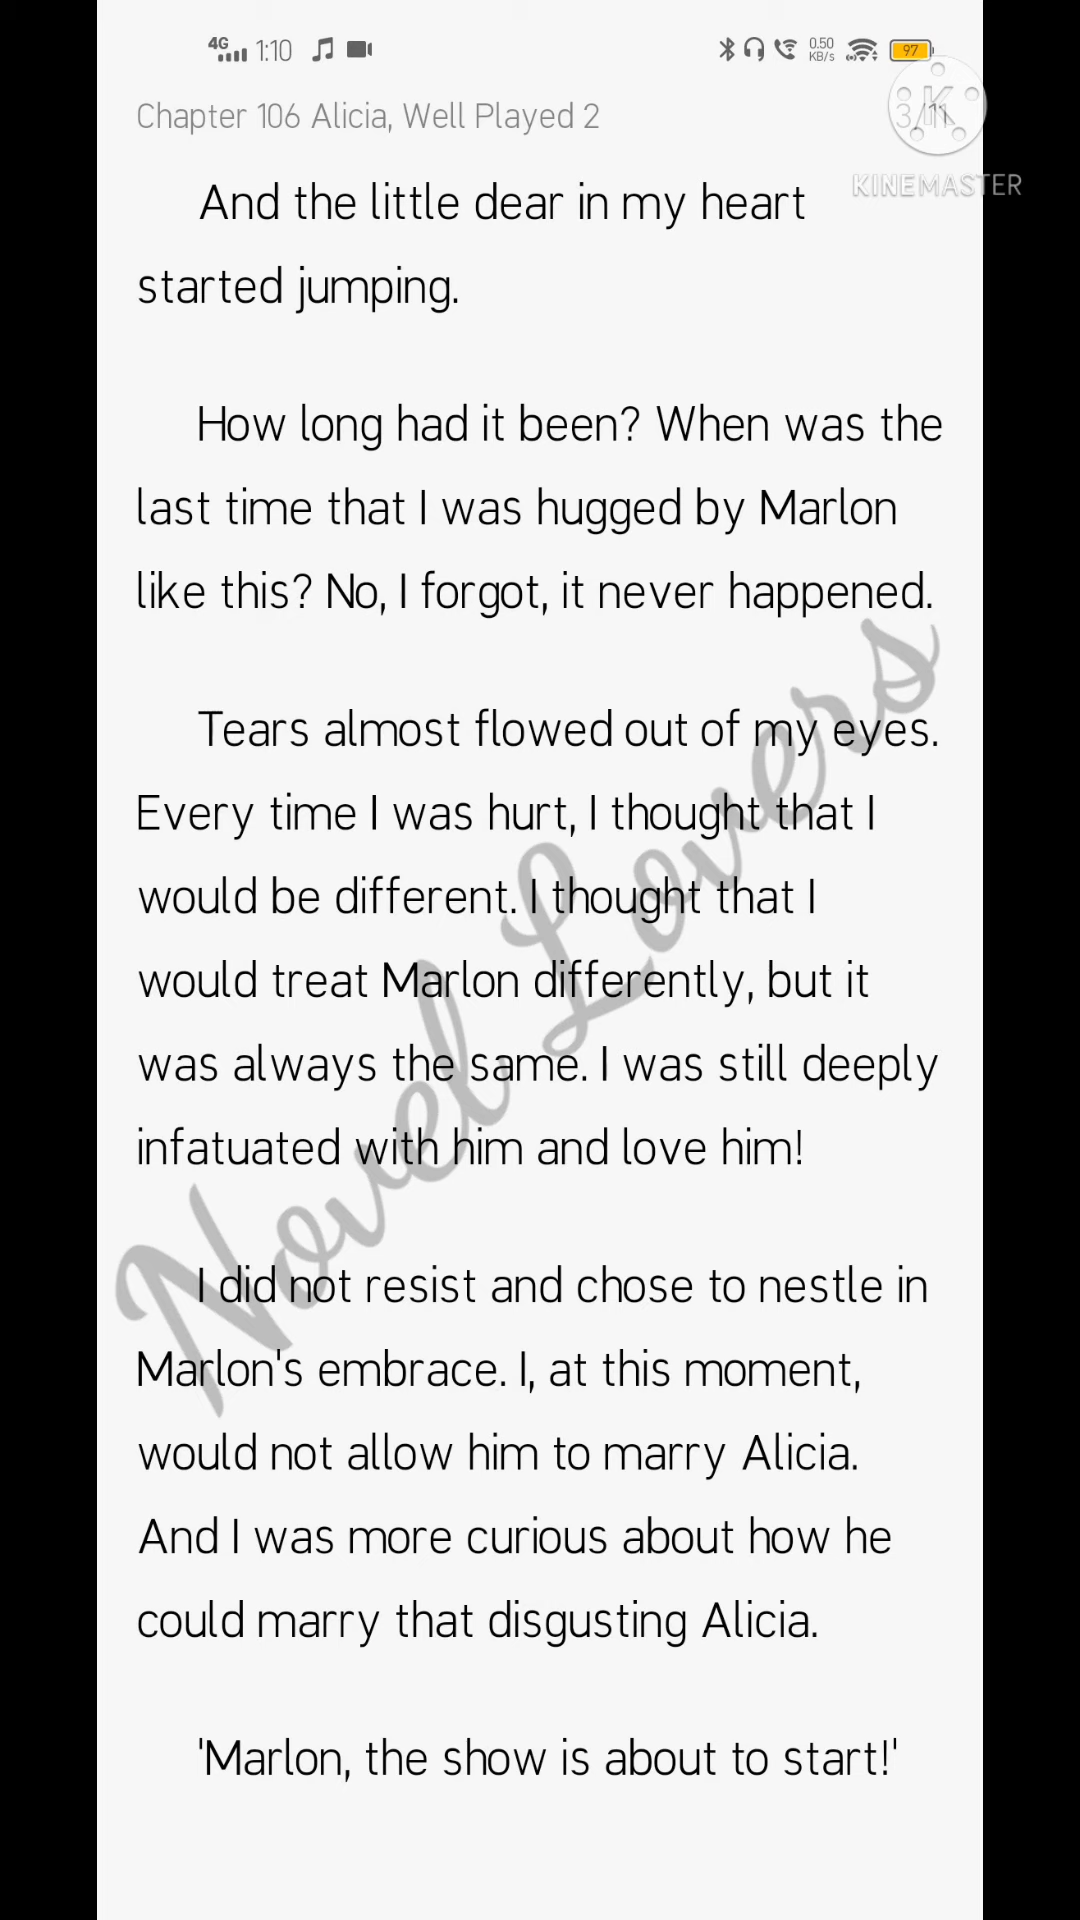 4G 1:10 0.50 KB/s 97
Chapter 106 Alicia, Well Played 2 3/11
K
KINEMASTER
And the little dear in my heart
started jumping.
How long had it been? When was the
last time that I was hugged by Marlon
like this? No, I forgot, it never happened.
Tears almost flowed out of my eyes.
Every time I was hurt, I thought that I
would be different. I thought that I
would treat Marlon differently, but it
was always the same. I was still deeply
infatuated with him and love him!
I did not resist and chose to nestle in
Marlon's embrace. I, at this moment,
would not allow him to marry Alicia.
And I was more curious about how he
could marry that disgusting Alicia.
'Marlon, the show is about to start!'
Novel Lovers